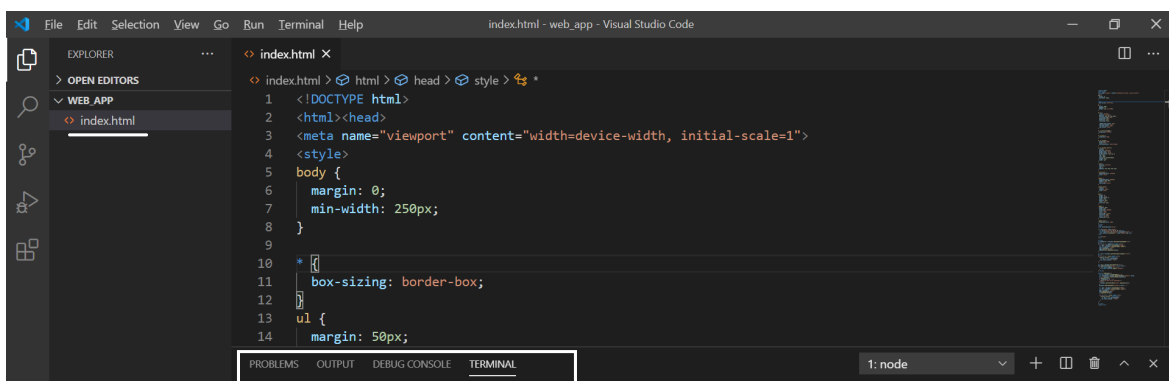 File Edit Selection View Go Run Terminal Help index.html - web_app - Visual Studio Code
EXPLORER ··· index.html
OPEN EDITORS index.html > html > head > style > *
WEB_APP
index.html
1 <!DOCTYPE html>
2 <html><head>
3 <meta name="viewport" content="width=device-width, initial-scale=1">
4 <style>
5 body {
6 margin: 0;
7 min-width: 250px;
8 }
9
10 * {
11 box-sizing: border-box;
12 }
13 ul {
14 margin: 50px;
PROBLEMS OUTPUT DEBUG CONSOLE TERMINAL 1: node